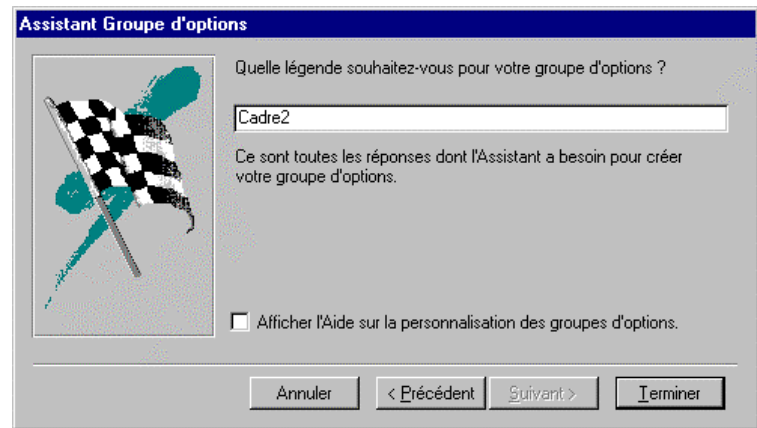 Assistant Groupe d'options
Quelle légende souhaitez-vous pour votre groupe d'options ?
Cadre2
Ce sont toutes les réponses dont l'Assistant a besoin pour créer
votre groupe d'options.
Afficher l'Aide sur la personnalisation des groupes d'options.
Annuler
< Précédent
Suivant >
Terminer